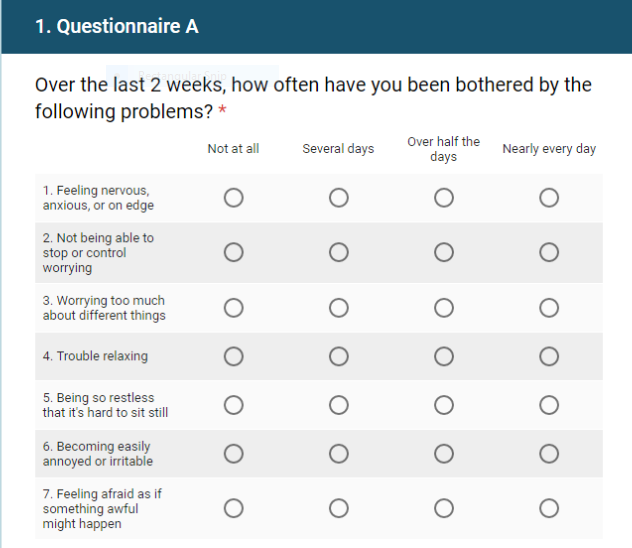 1. Questionnaire A
Over the last 2 weeks, how often have you been bothered by the
following problems? *
Not at all
Several days
Over half the
days
Nearly every day
1. Feeling nervous,
anxious, or on edge
2. Not being able to
stop or control
worrying
3. Worrying too much
about different things
4. Trouble relaxing
5. Being so restless
that it's hard to sit still
6. Becoming easily
annoyed or irritable
7. Feeling afraid as if
something awful
might happen